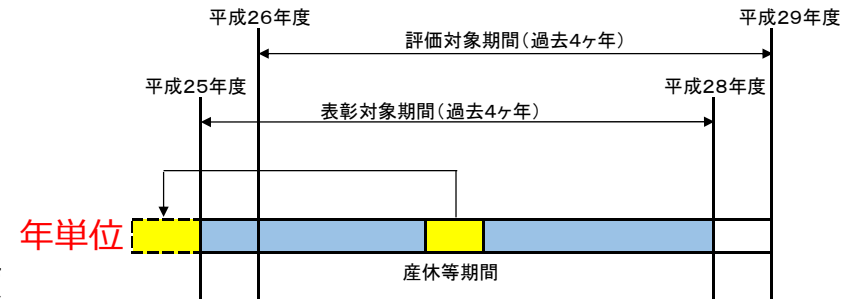 平成26年度
平成29年度
評価対象期間(過去4ヶ年)
平成25年度
平成28年度
表彰対象期間(過去4ヶ年)
年単位
産休等期間